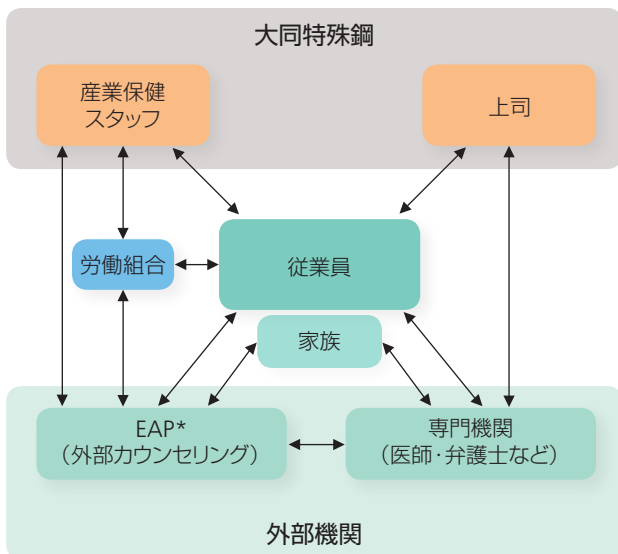 大同特殊鋼
産業保健
スタッフ
上司
労働組合
従業員
家族
EAP*
（外部カウンセリング）
専門機関
（医師・弁護士など）
外部機関